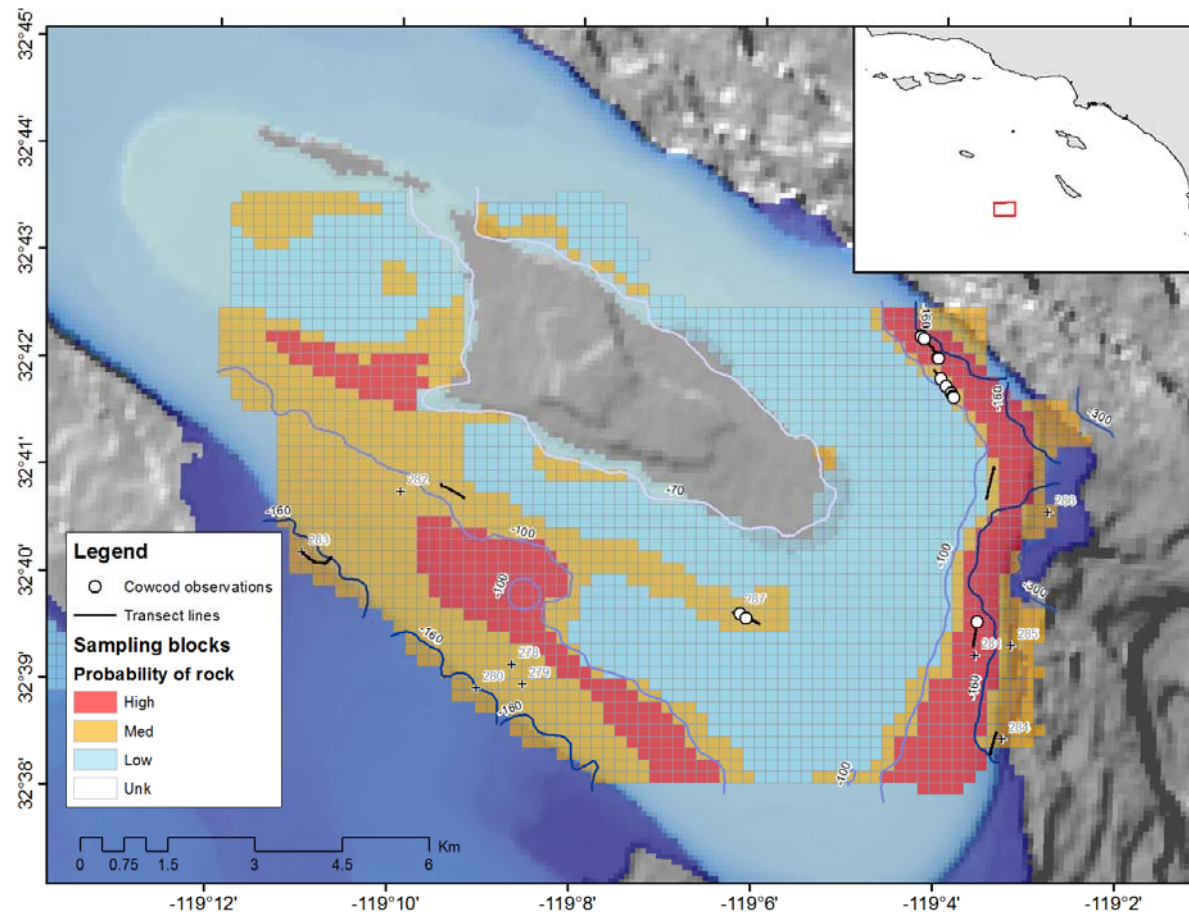 32°45'
32°44'
32°43'
32°42'
32°41'
32°40'
32°39'
32°38'
-160
-160
-300
-70
282
-100
-160
283
288
-100
-100
-300
287
281
285
278
280
279
-160
-160
-160
284
-100
Legend
Cowcod observations
Transect lines
Sampling blocks
Probability of rock
High
Med
Low
Unk
Km
0 0.75 1.5 3 4.5 6
-119°12' -119°10' -119°8' -119°6' -119°4' -119°2'